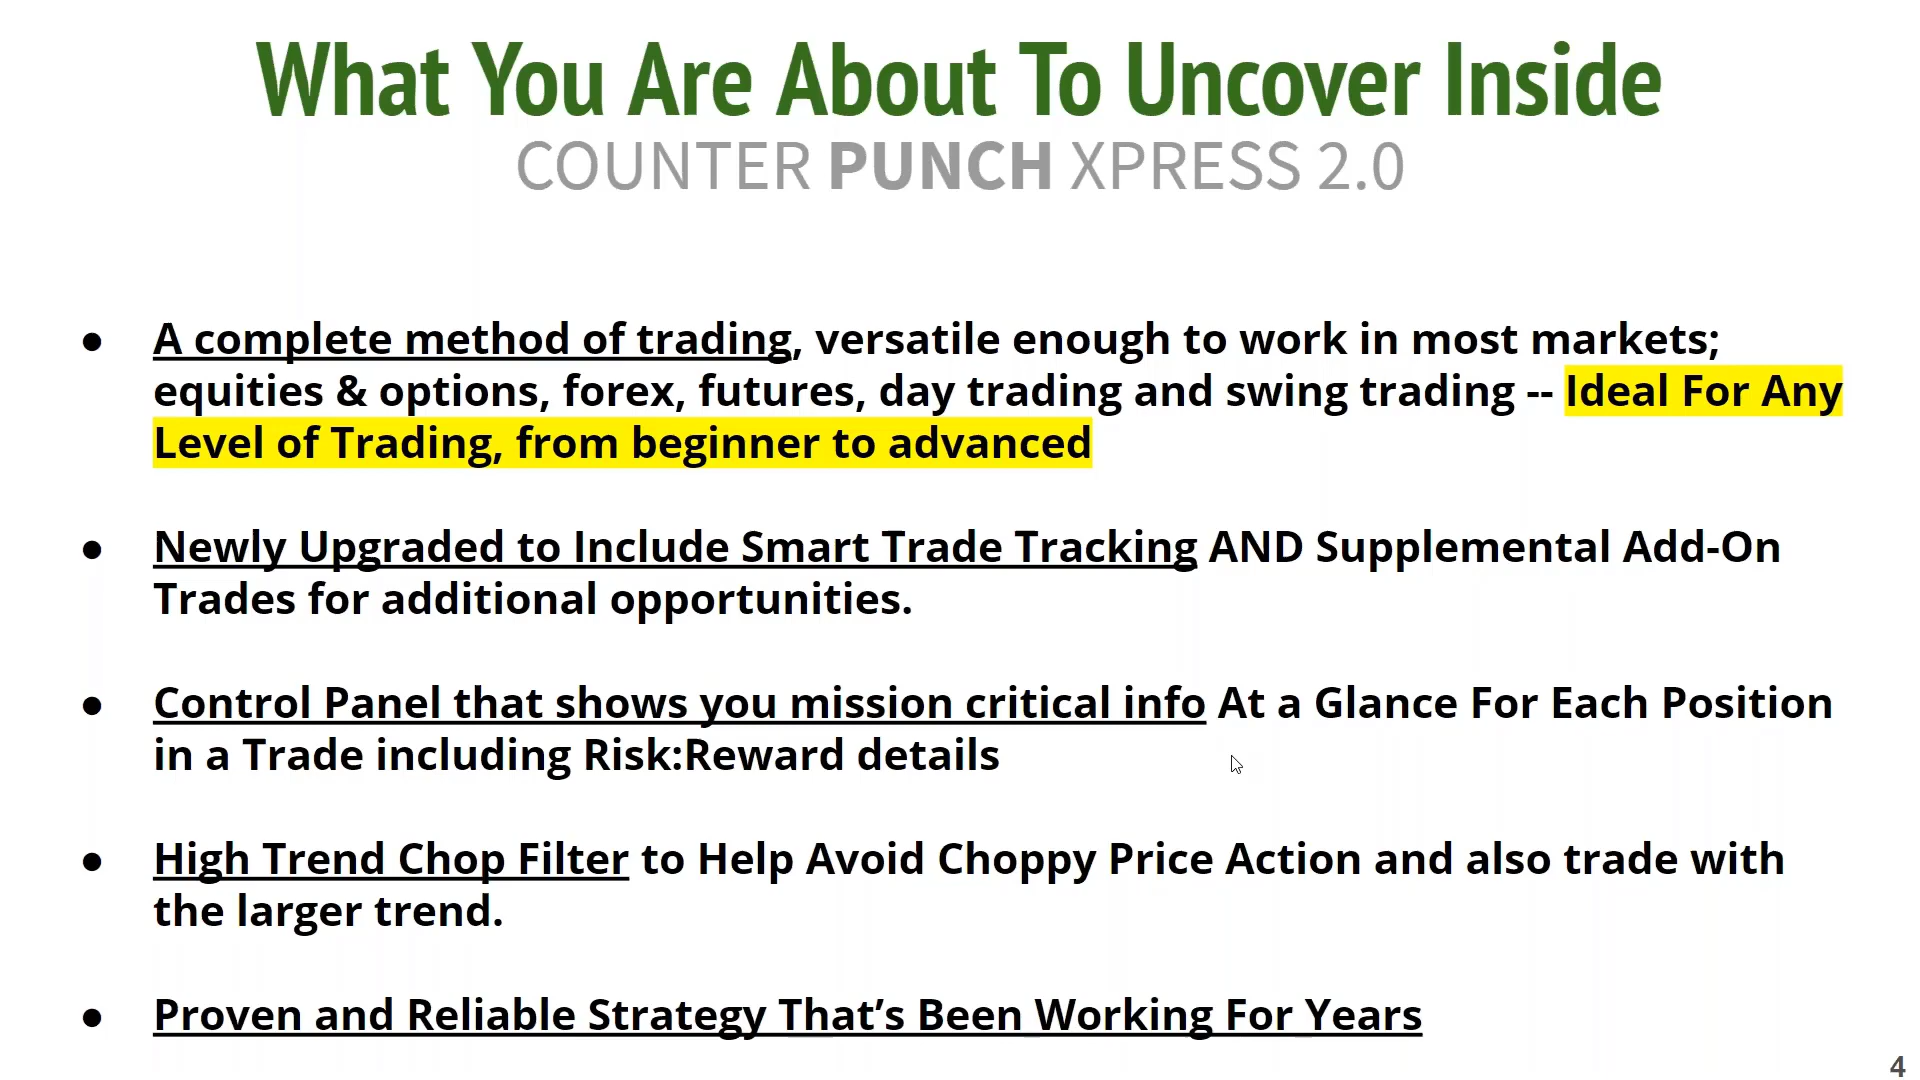 What You Are About To Uncover Inside
COUNTER PUNCH XPRESS 2.0
● A complete method of trading, versatile enough to work in most markets;
equities & options, forex, futures, day trading and swing trading -- Ideal For Any
Level of Trading, from beginner to advanced
● Newly Upgraded to Include Smart Trade Tracking AND Supplemental Add-On
Trades for additional opportunities.
● Control Panel that shows you mission critical info At a Glance For Each Position
in a Trade including Risk:Reward details
● High Trend Chop Filter to Help Avoid Choppy Price Action and also trade with
the larger trend.
● Proven and Reliable Strategy That’s Been Working For Years
4